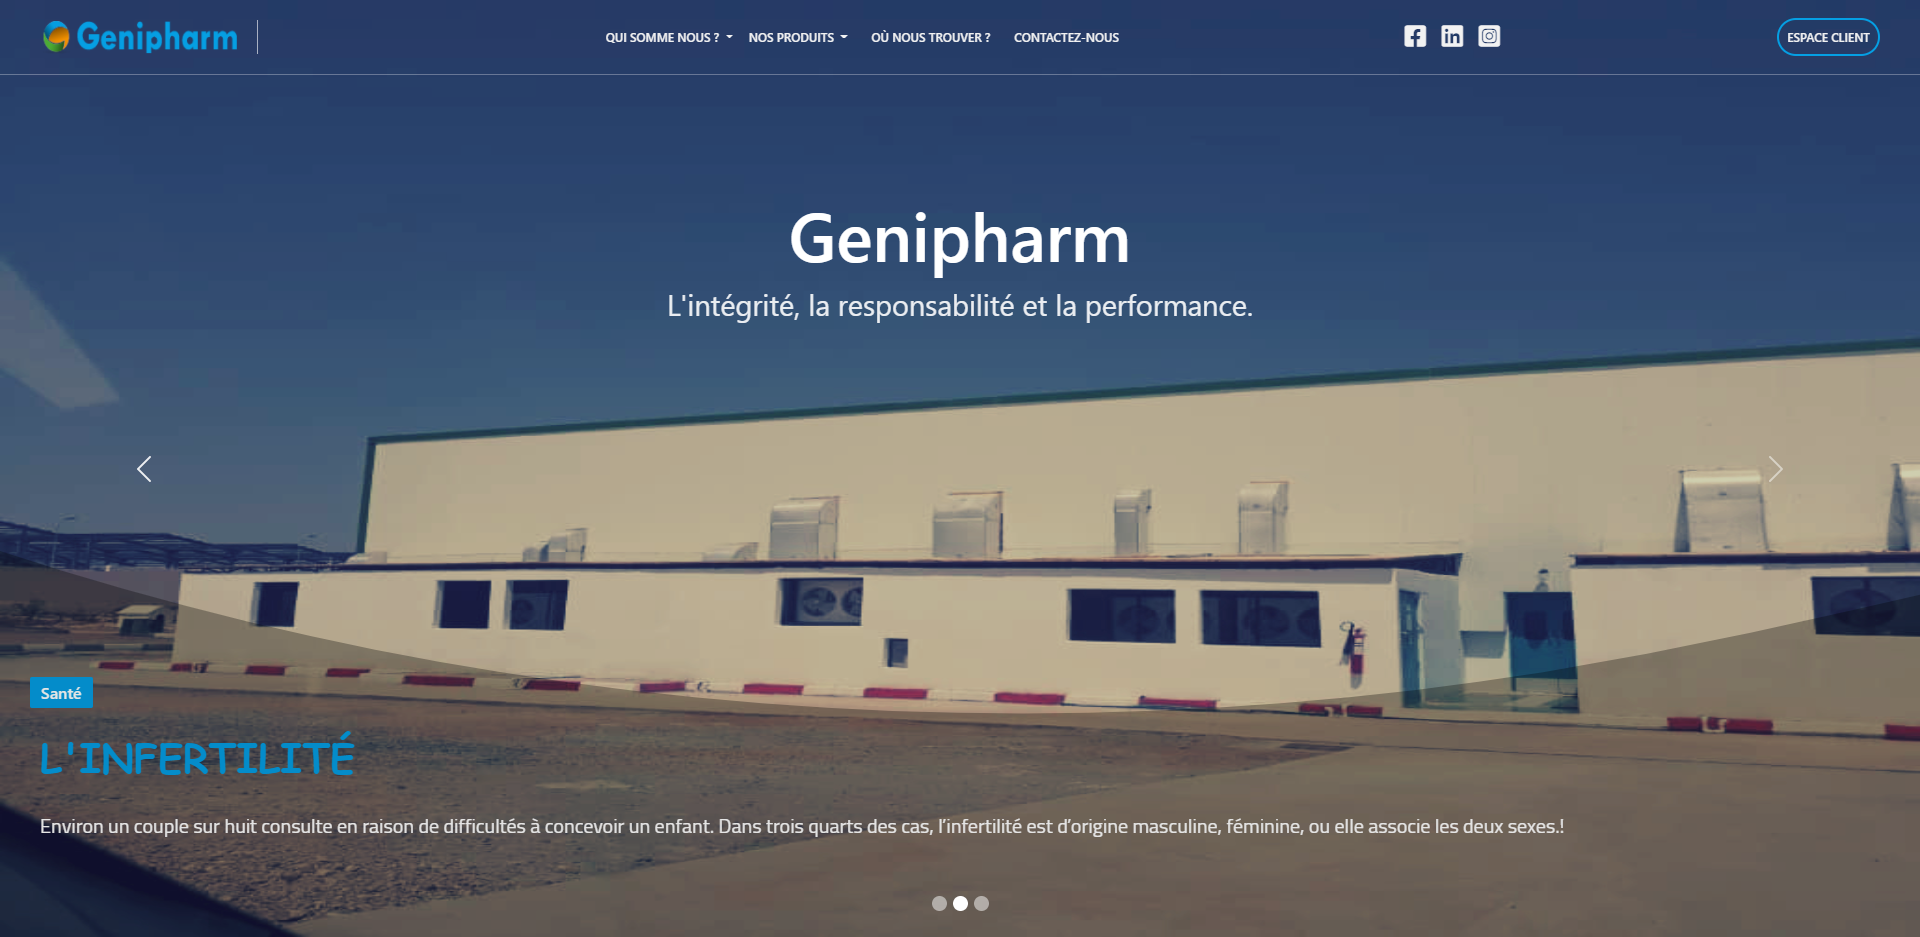 Genipharm
QUI SOMME NOUS ?
NOS PRODUITS
OÙ NOUS TROUVER ?
CONTACTEZ-NOUS
ESPACE CLIENT
Genipharm
L'intégrité, la responsabilité et la performance.
Santé
L'INFERTILITÉ
Environ un couple sur huit consulte en raison de difficultés à concevoir un enfant. Dans trois quarts des cas, l’infertilité est d’origine masculine, féminine, ou elle associe les deux sexes.!